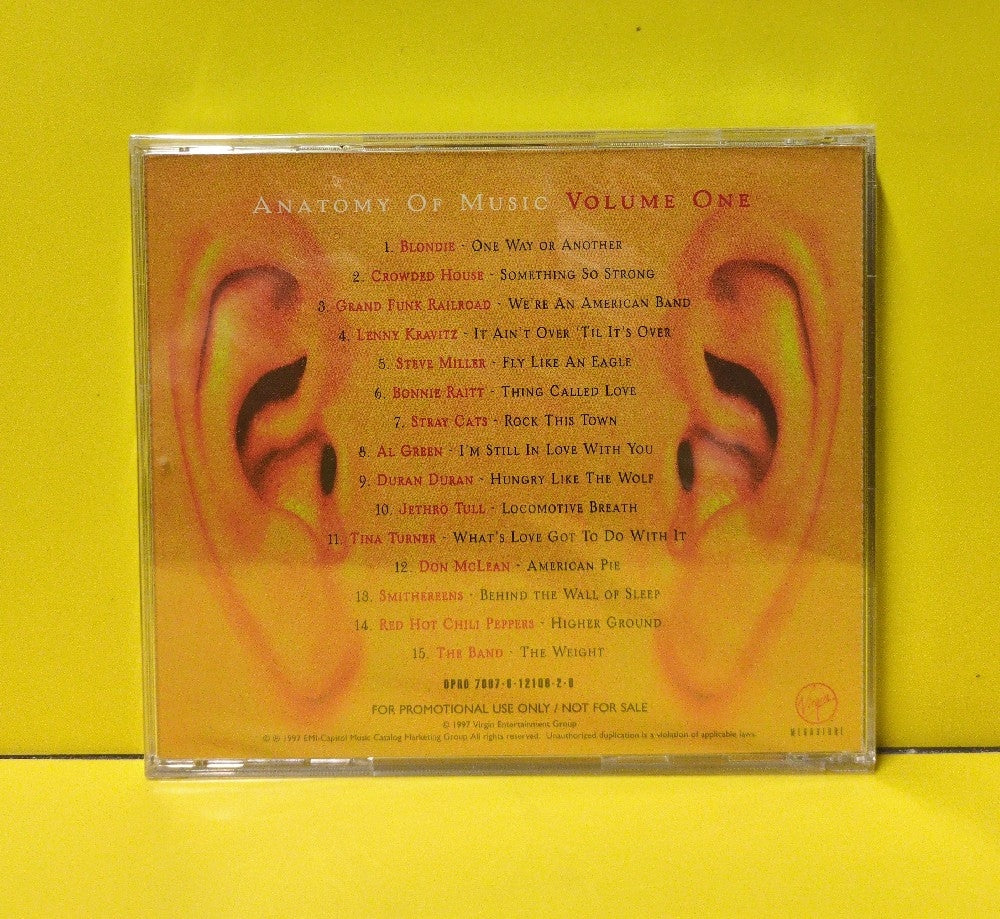 Anatomy Of Music Volume One
1. Blondie - One Way or Another
2. Crowded House - Something So Strong
3. Grand Funk Railroad - We're An American Band
4. Lenny Kravitz - It Ain't Over 'Til It's Over
5. Steve Miller - Fly Like An Eagle
6. Bonnie Raitt - Thing Called Love
7. Stray Cats - Rock This Town
8. Al Green - I'm Still In Love With You
9. Duran Duran - Hungry Like The Wolf
10. Jethro Tull - Locomotive Breath
11. Tina Turner - What's Love Got To Do With It
12. Don McLean - American Pie
13. Smithereens - Behind the Wall of Sleep
14. Red Hot Chili Peppers - Higher Ground
15. The Band - The Weight
DPRO 7087-6-12108-2-0
FOR PROMOTIONAL USE ONLY / NOT FOR SALE
© 1997 Virgin Entertainment Group
© ℗ 1997 EMI-Capitol Music Catalog Marketing Group All rights reserved. Unauthorized duplication is a violation of applicable laws.
Virgin
MEGASTORE